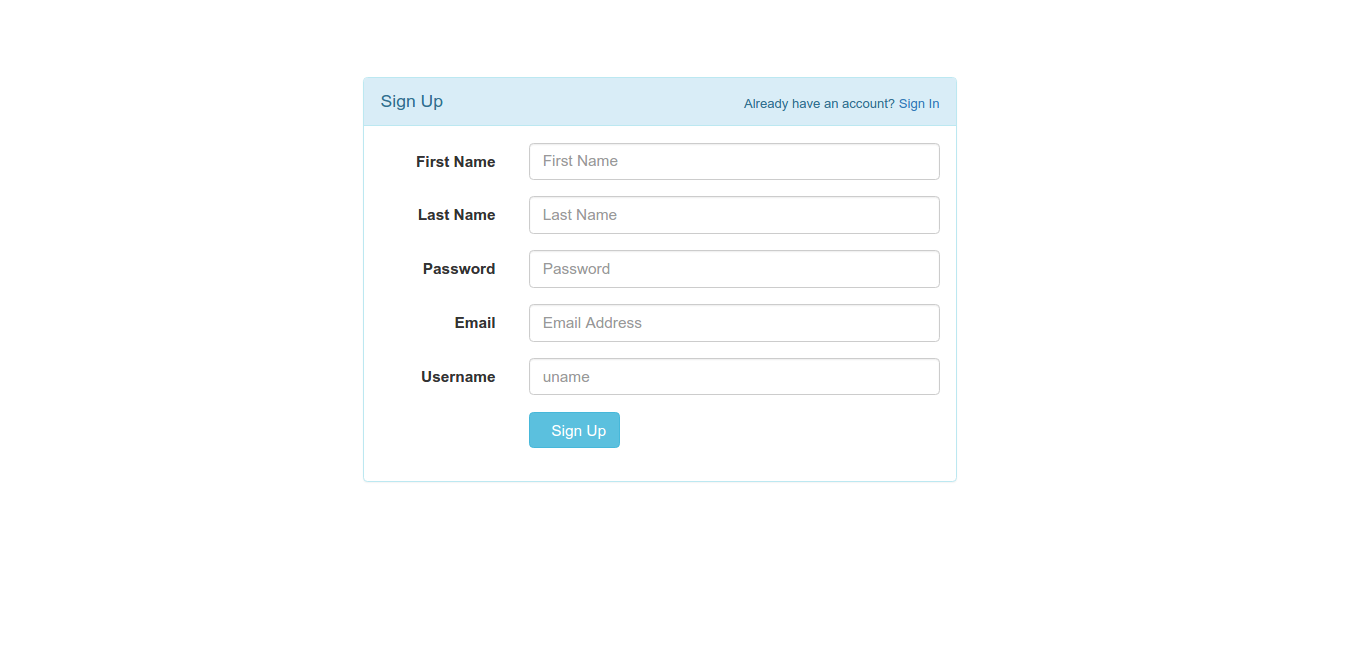 Sign Up
Already have an account? Sign In
First Name
First Name
Last Name
Last Name
Password
Password
Email
Email Address
Username
uname
Sign Up